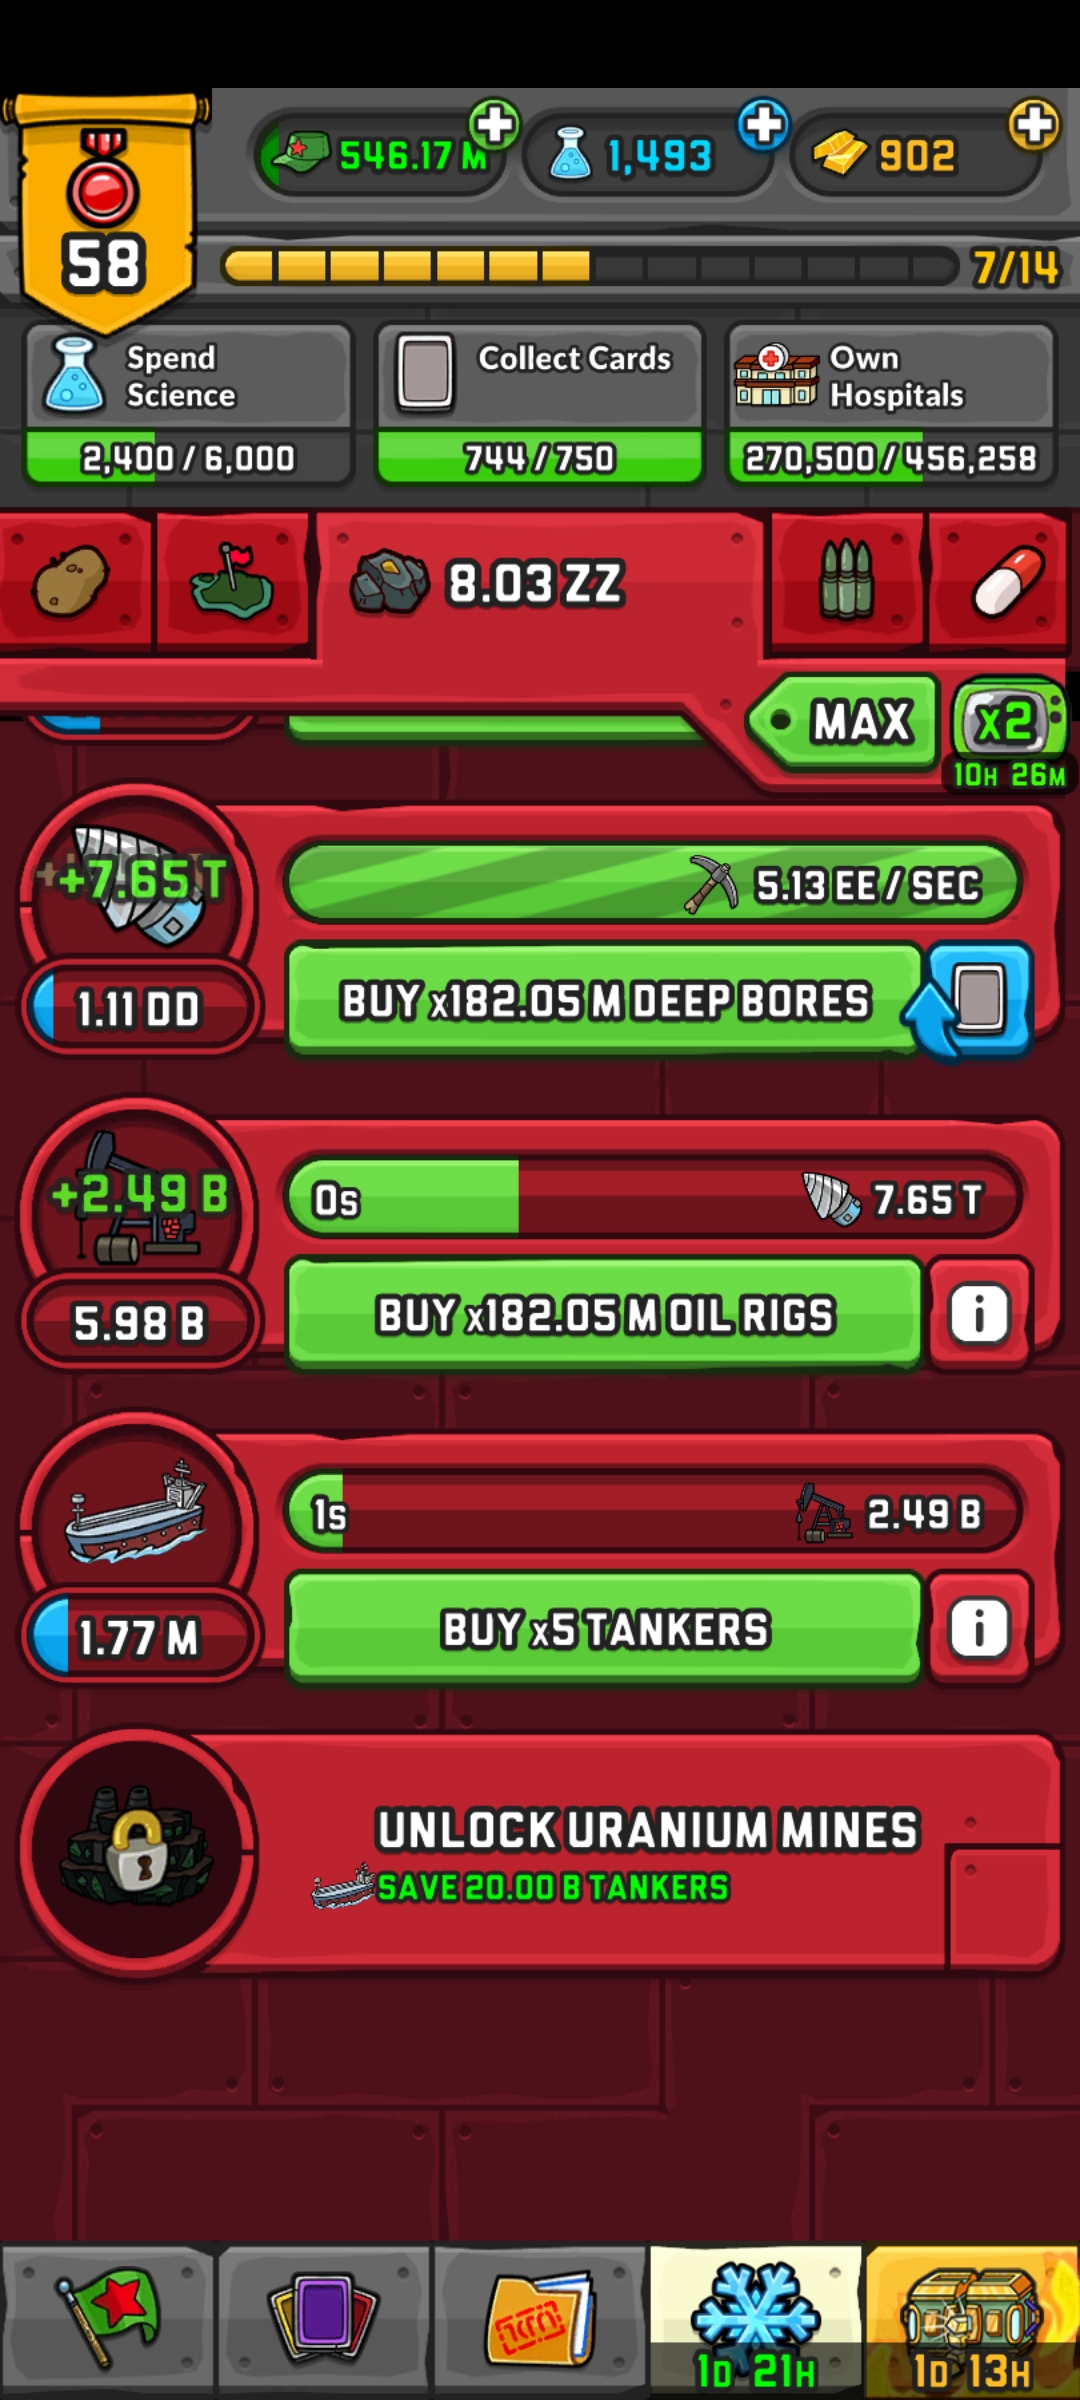 58
546.17 M
1,493
902
7/14
Spend
Science
2,400 / 6,000
Collect Cards
744 / 750
Own
Hospitals
270,500 / 456,258
8.03 ZZ
MAX
x2
10H 26M
+7.65 T
5.13 EE / SEC
1.11 DD
BUY x182.05 M DEEP BORES
+2.49 B
0s
7.65 T
5.98 B
BUY x182.05 M OIL RIGS
i
1s
2.49 B
1.77 M
BUY x5 TANKERS
i
UNLOCK URANIUM MINES
SAVE 20.00 B TANKERS
1D 21H
1D 13H